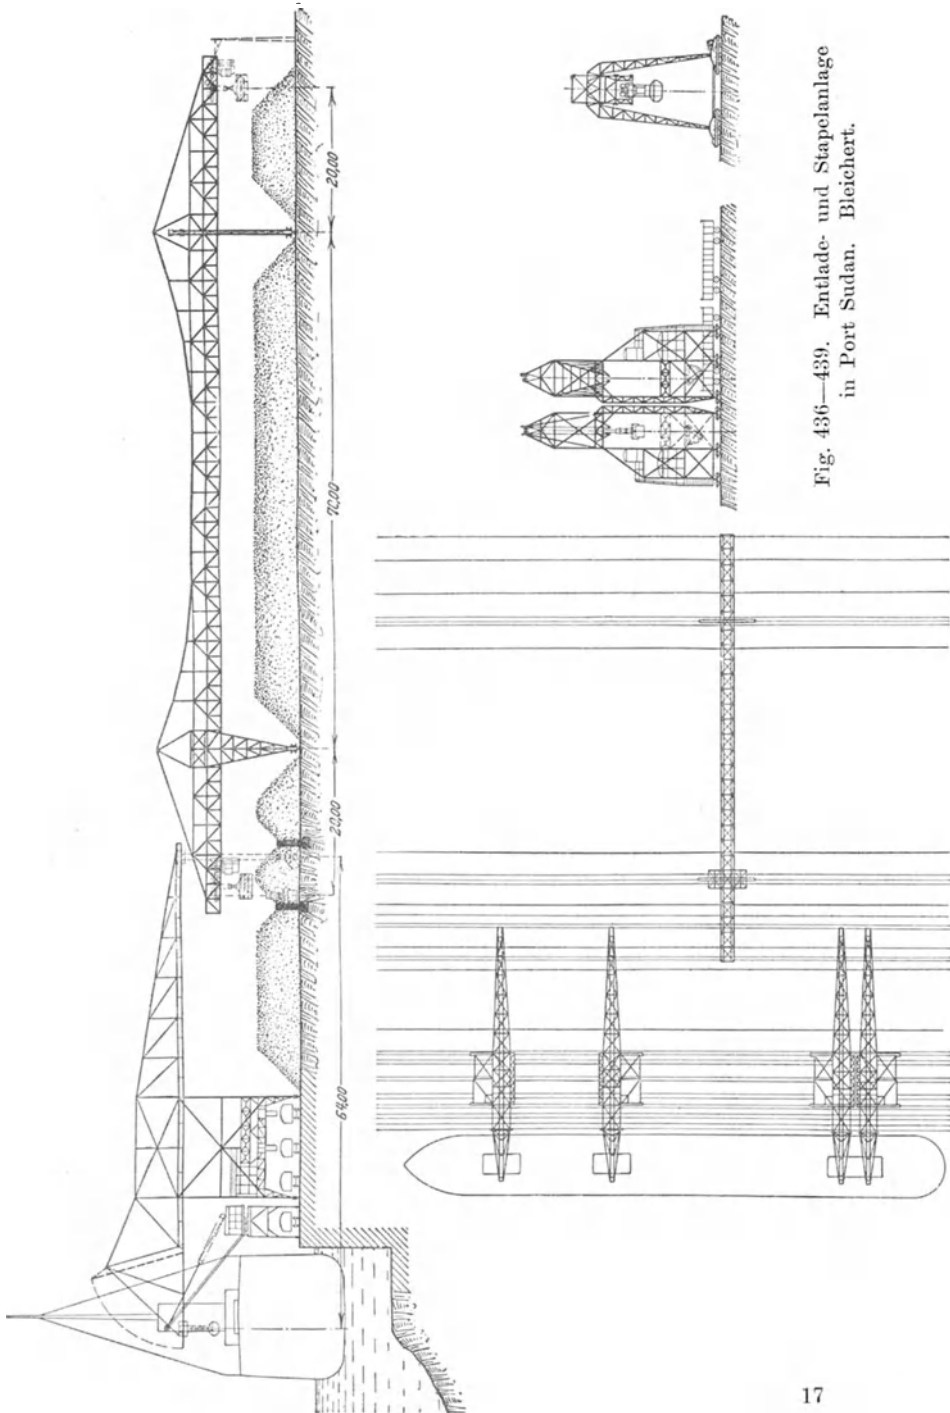 20,00
70,00
20,00
64,00
Fig. 436—439. Entlade- und Stapelanlage
in Port Sudan. Bleichert.
17